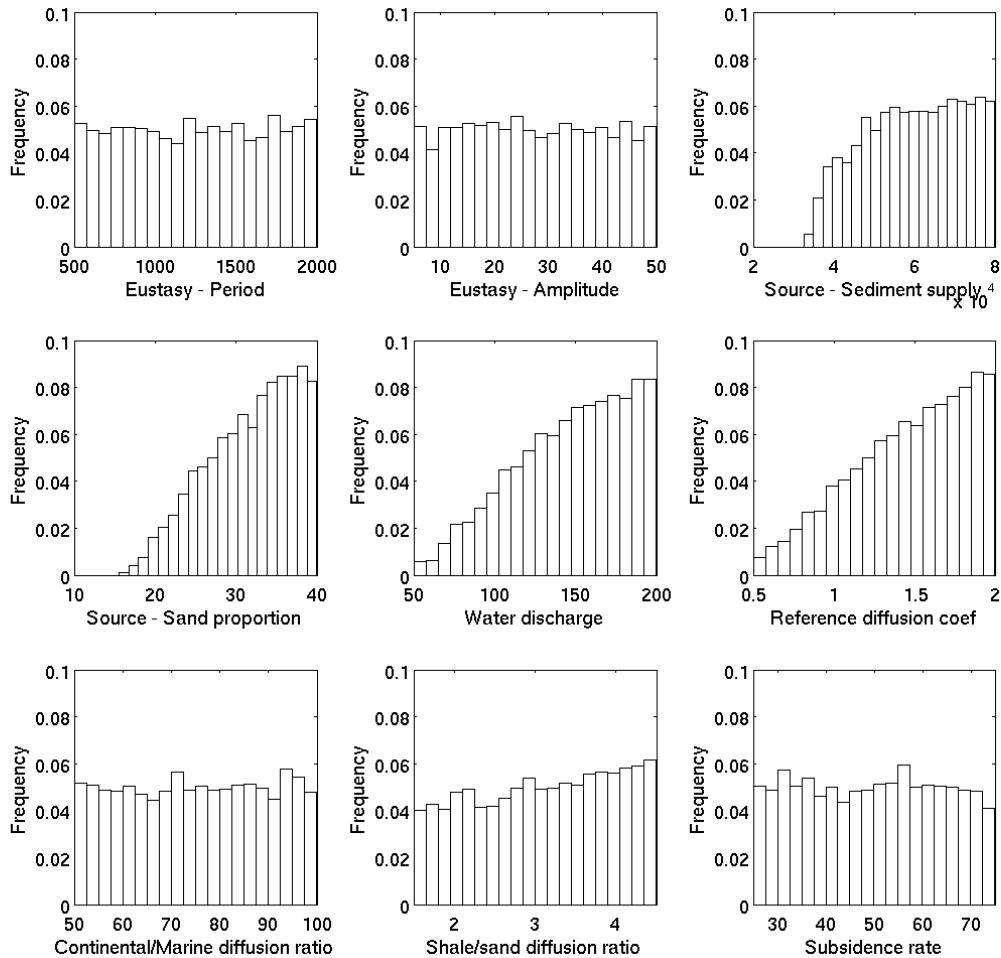 0.1
0.08
0.06
0.04
0.02
0
Frequency
500 1000 1500 2000
Eustasy - Period
0.1
0.08
0.06
0.04
0.02
0
Frequency
10 20 30 40 50
Eustasy - Amplitude
0.1
0.08
0.06
0.04
0.02
0
Frequency
2 4 6 8
Source - Sediment supply
x 10 4
0.1
0.08
0.06
0.04
0.02
0
Frequency
10 20 30 40
Source - Sand proportion
0.1
0.08
0.06
0.04
0.02
0
Frequency
50 100 150 200
Water discharge
0.1
0.08
0.06
0.04
0.02
0
Frequency
0.5 1 1.5 2
Reference diffusion coef
0.1
0.08
0.06
0.04
0.02
0
Frequency
50 60 70 80 90 100
Continental/Marine diffusion ratio
0.1
0.08
0.06
0.04
0.02
0
Frequency
2 3 4
Shale/sand diffusion ratio
0.1
0.08
0.06
0.04
0.02
0
Frequency
30 40 50 60 70
Subsidence rate